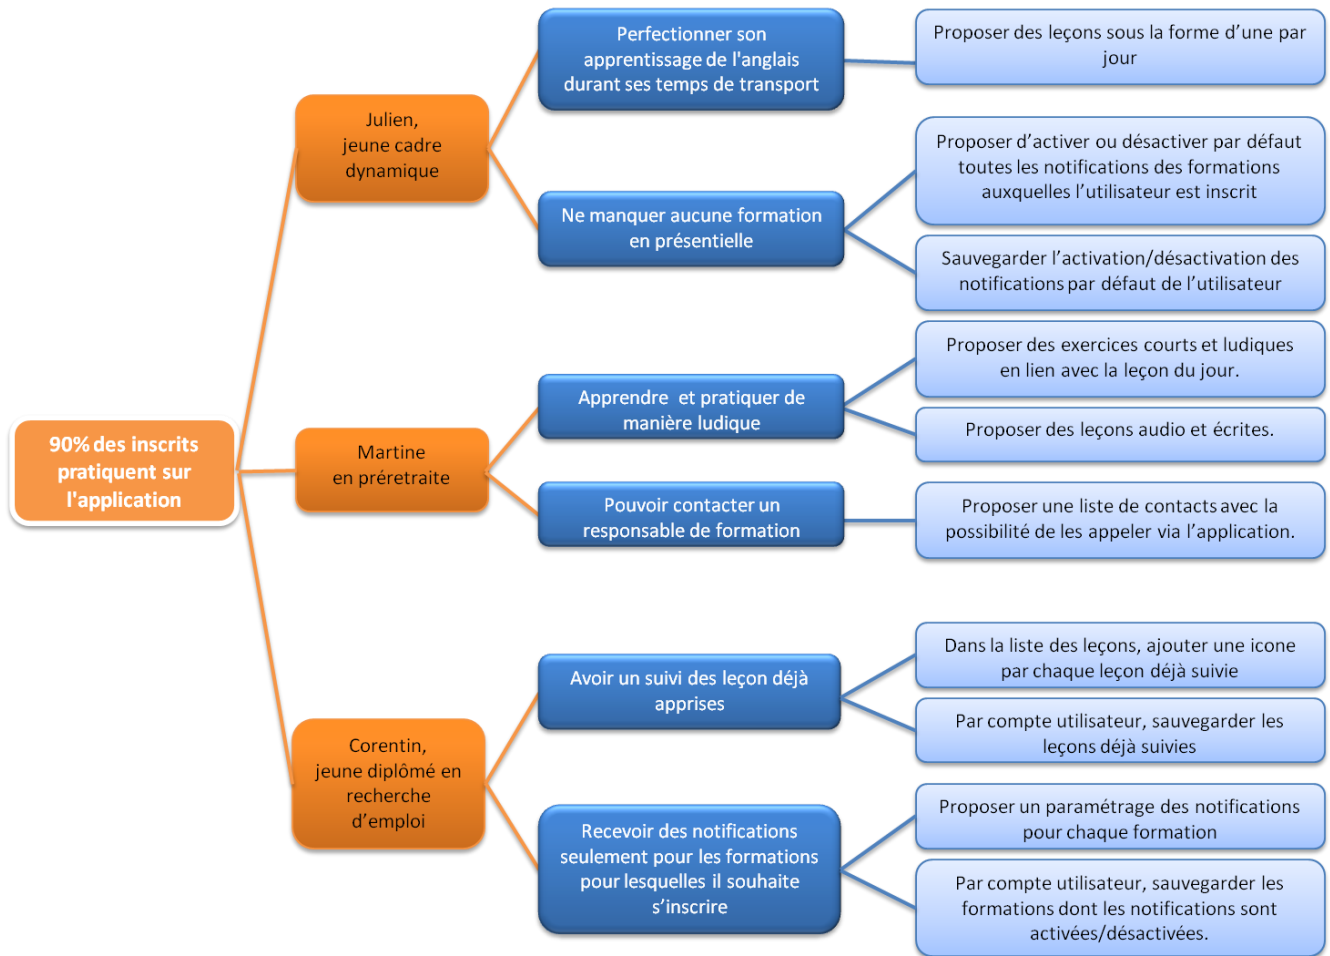 90% des inscrits
pratiquent sur
l'application
Julien,
jeune cadre
dynamique
Perfectionner son
apprentissage de l'anglais
durant ses temps de transport
Proposer des leçons sous la forme d’une par
jour
Ne manquer aucune formation
en présentielle
Proposer d’activer ou désactiver par défaut
toutes les notifications des formations
auxquelles l’utilisateur est inscrit
Sauvegarder l’activation/désactivation des
notifications par défaut de l’utilisateur
Martine
en préretraite
Apprendre et pratiquer de
manière ludique
Proposer des exercices courts et ludiques
en lien avec la leçon du jour.
Proposer des leçons audio et écrites.
Pouvoir contacter un
responsable de formation
Proposer une liste de contacts avec la
possibilité de les appeler via l’application.
Corentin,
jeune diplômé en
recherche
d’emploi
Avoir un suivi des leçon déjà
apprises
Dans la liste des leçons, ajouter une icone
par chaque leçon déjà suivie
Par compte utilisateur, sauvegarder les
leçons déjà suivies
Recevoir des notifications
seulement pour les formations
pour lesquelles il souhaite
s’inscrire
Proposer un paramétrage des notifications
pour chaque formation
Par compte utilisateur, sauvegarder les
formations dont les notifications sont
activées/désactivées.